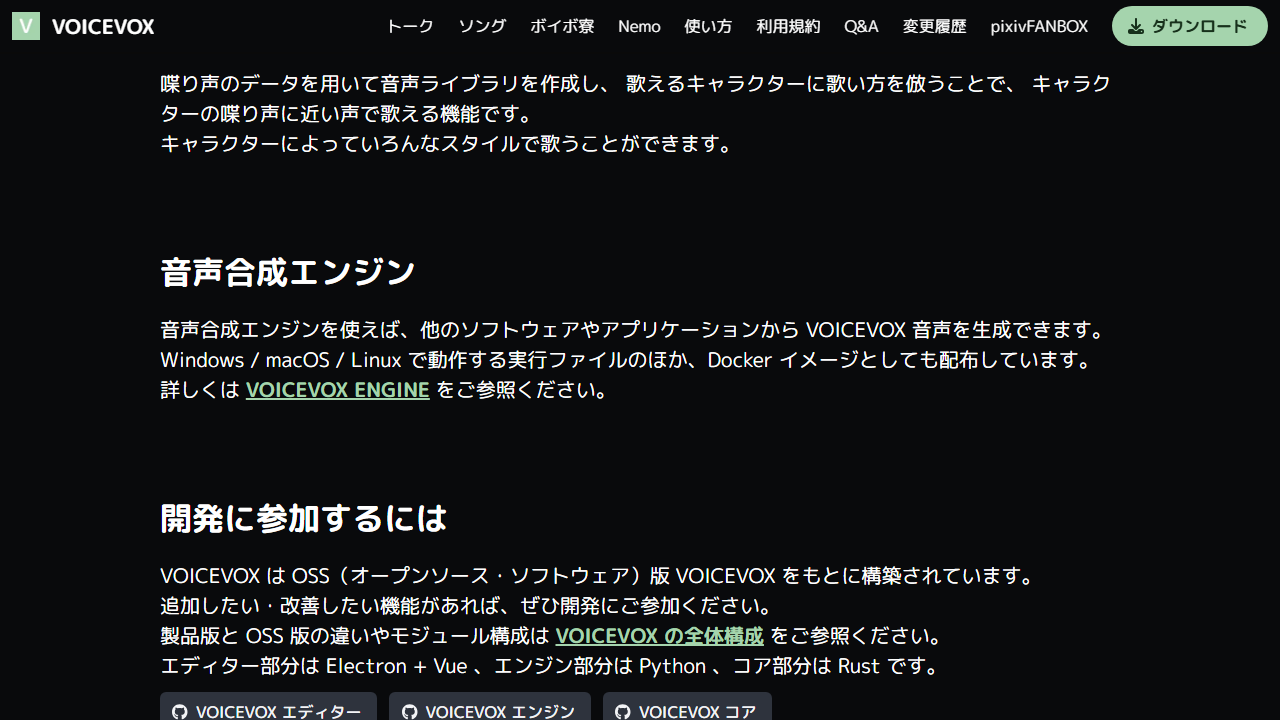 V VOICEVOX トーク ソング ボイボ寮 Nemo 使い方 利用規約 Q&A 変更履歴 pixivFANBOX ダウンロード
喋り声のデータを用いて音声ライブラリを作成し、 歌えるキャラクターに歌い方を倣うことで、 キャラク
ターの喋り声に近い声で歌える機能です。
キャラクターによっていろんなスタイルで歌うことができます。
音声合成エンジン
音声合成エンジンを使えば、他のソフトウェアやアプリケーションから VOICEVOX 音声を生成できます。
Windows / macOS / Linux で動作する実行ファイルのほか、Docker イメージとしても配布しています。
詳しくは VOICEVOX ENGINE をご参照ください。
開発に参加するには
VOICEVOX は OSS（オープンソース・ソフトウェア）版 VOICEVOX をもとに構築されています。
追加したい・改善したい機能があれば、ぜひ開発にご参加ください。
製品版と OSS 版の違いやモジュール構成は VOICEVOX の全体構成 をご参照ください。
エディター部分は Electron + Vue 、エンジン部分は Python 、コア部分は Rust です。
VOICEVOX エディター VOICEVOX エンジン VOICEVOX コア